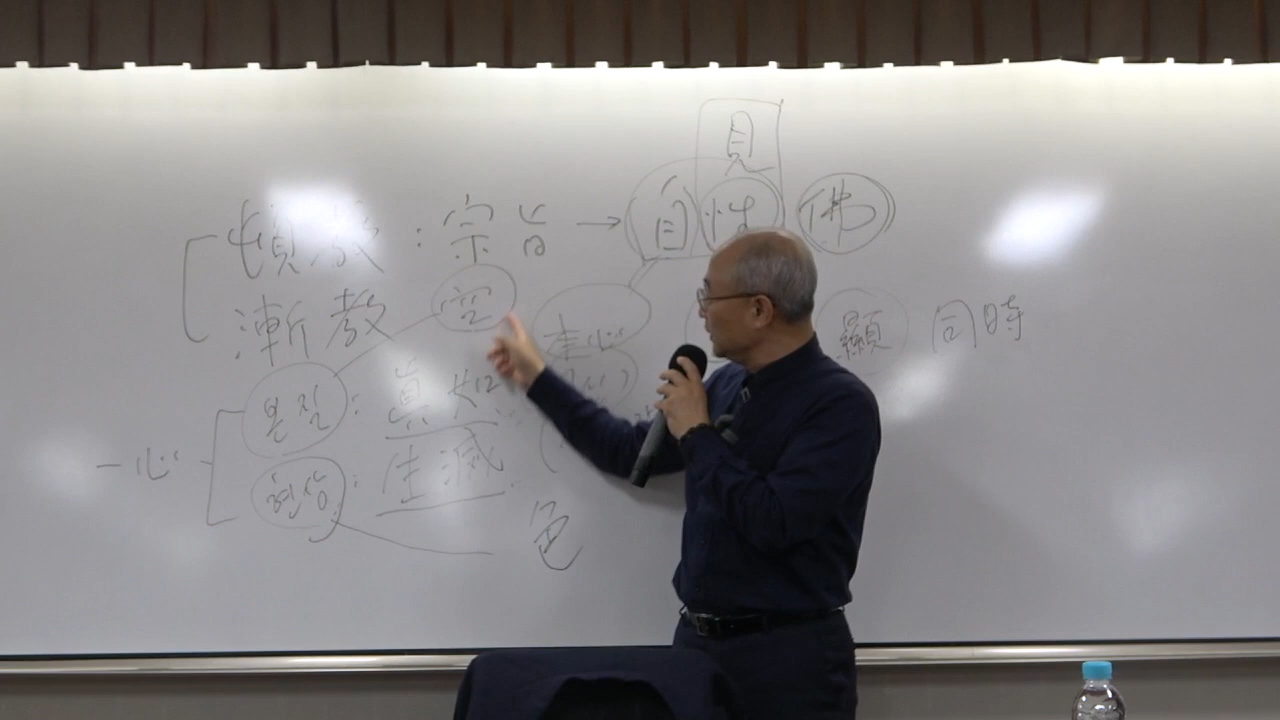 見
頓教 : 宗旨 → 自性佛
漸教 空 本心 顯 同時
본질 : 真如
一心
현상 : 生滅
色